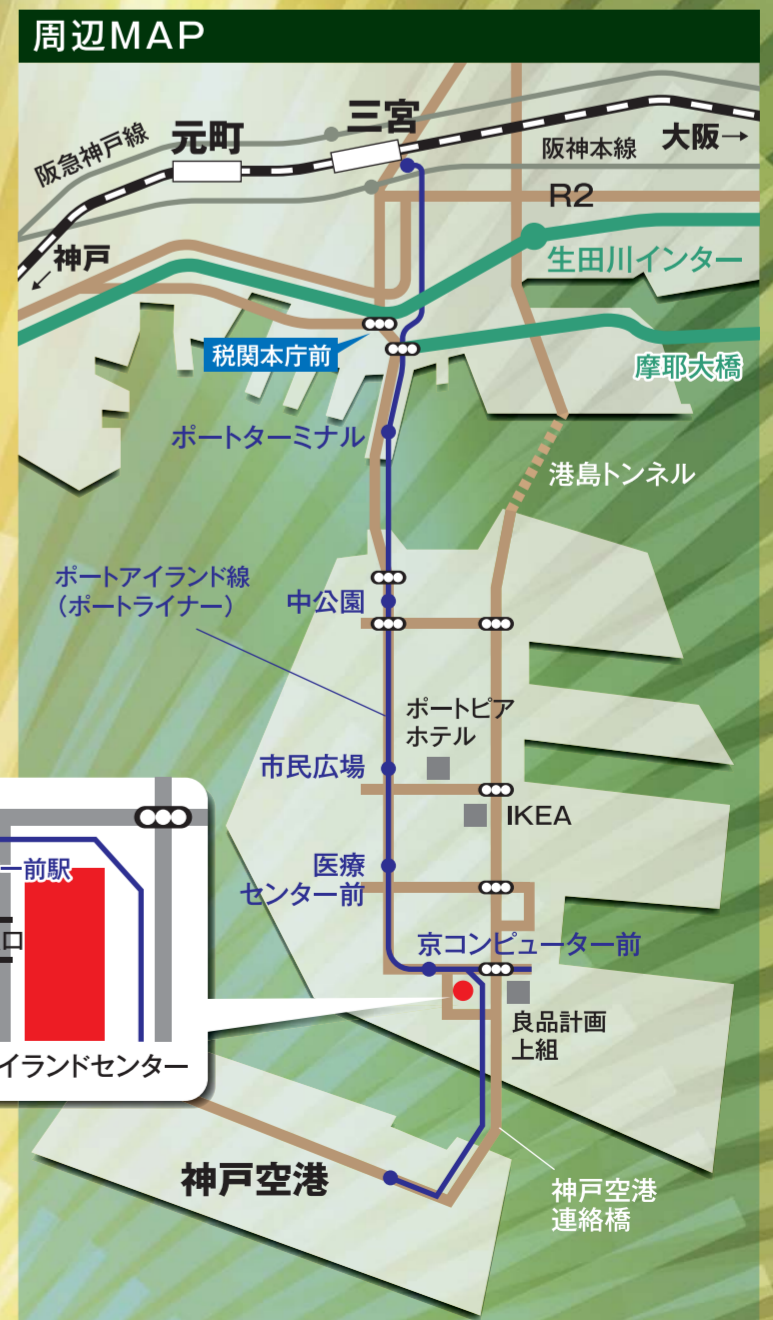 周辺MAP
三宮
元町
阪急神戸線
阪神本線
大阪→
R2
神戸
←
生田川インター
税関本庁前
摩耶大橋
ポートターミナル
港島トンネル
ポートアイランド線
（ポートライナー）
中公園
ポートピア
ホテル
市民広場
IKEA
医療
センター前
ー前駅
口
京コンピューター前
良品計画
上組
イランドセンター
神戸空港
神戸空港
連絡橋